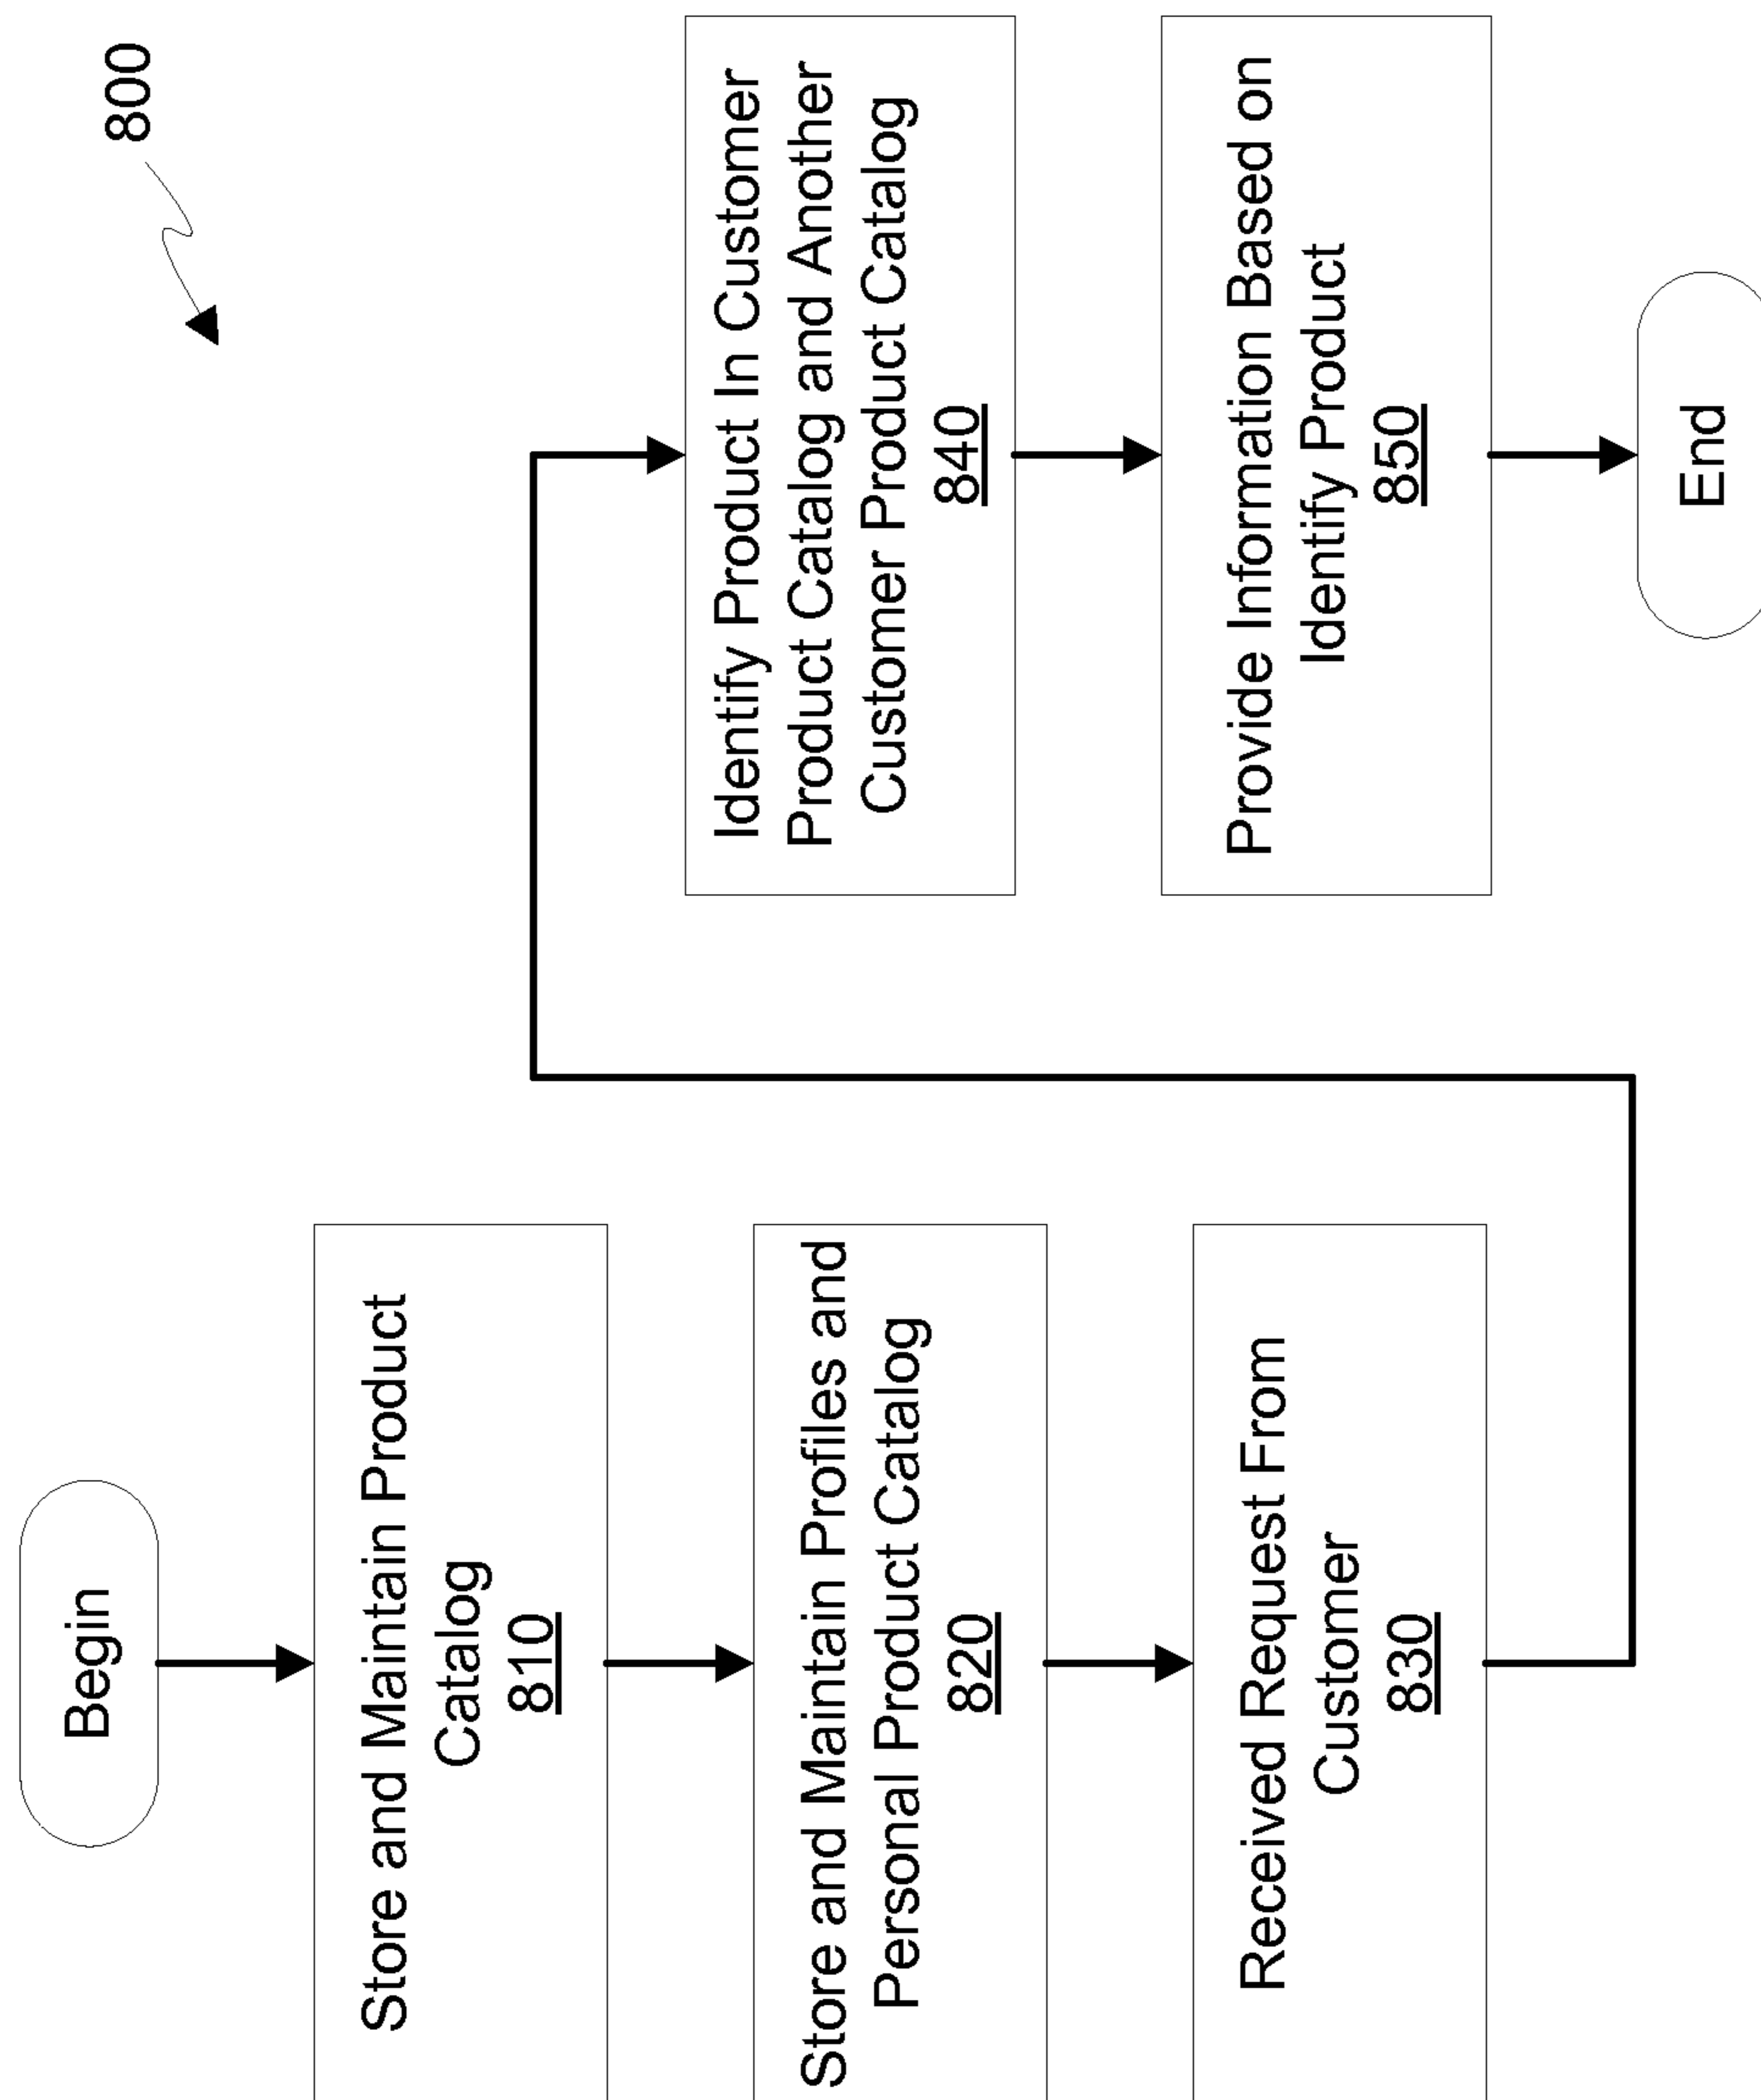 800
Begin
Store and Maintain Product
Catalog
810
Store and Maintain Profiles and
Personal Product Catalog
820
Received Request From
Customer
830
Identify Product In Customer
Product Catalog and Another
Customer Product Catalog
840
Provide Information Based on
Identify Product
850
End